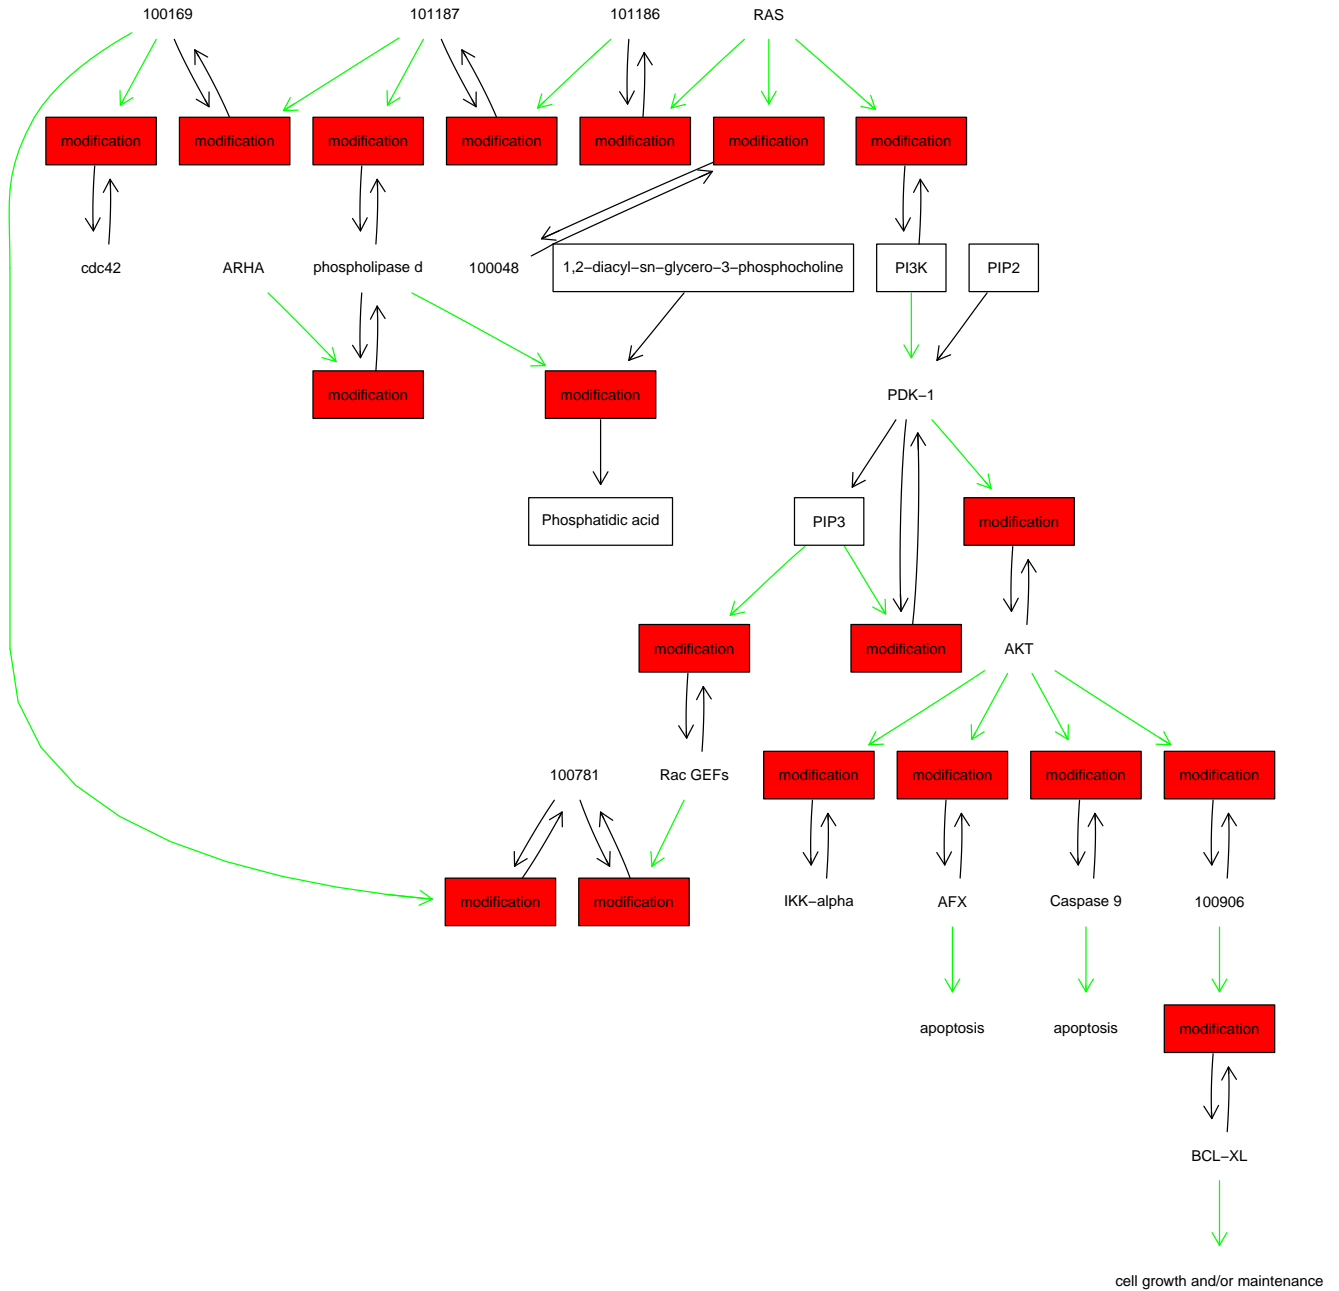 100169
101187
101186
RAS
modification
modification
modification
modification
modification
modification
modification
cdc42
ARHA
phospholipase d
100048
1,2−diacyl−sn−glycero−3−phosphocholine
PI3K
PIP2
modification
modification
PDK−1
Phosphatidic acid
PIP3
modification
modification
modification
AKT
100781
Rac GEFs
modification
modification
modification
modification
modification
modification
IKK−alpha
AFX
Caspase 9
100906
apoptosis
apoptosis
modification
BCL−XL
cell growth and/or maintenance